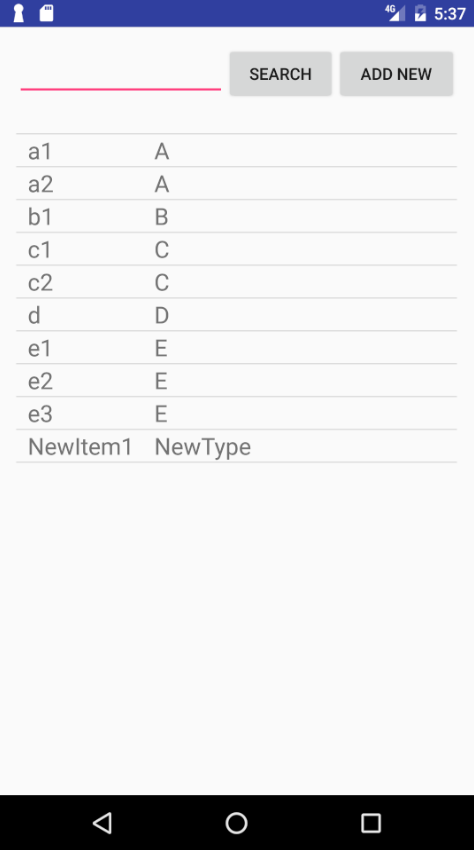 4G 5:37
SEARCH ADD NEW
a1 A
a2 A
b1 B
c1 C
c2 C
d D
e1 E
e2 E
e3 E
NewItem1 NewType